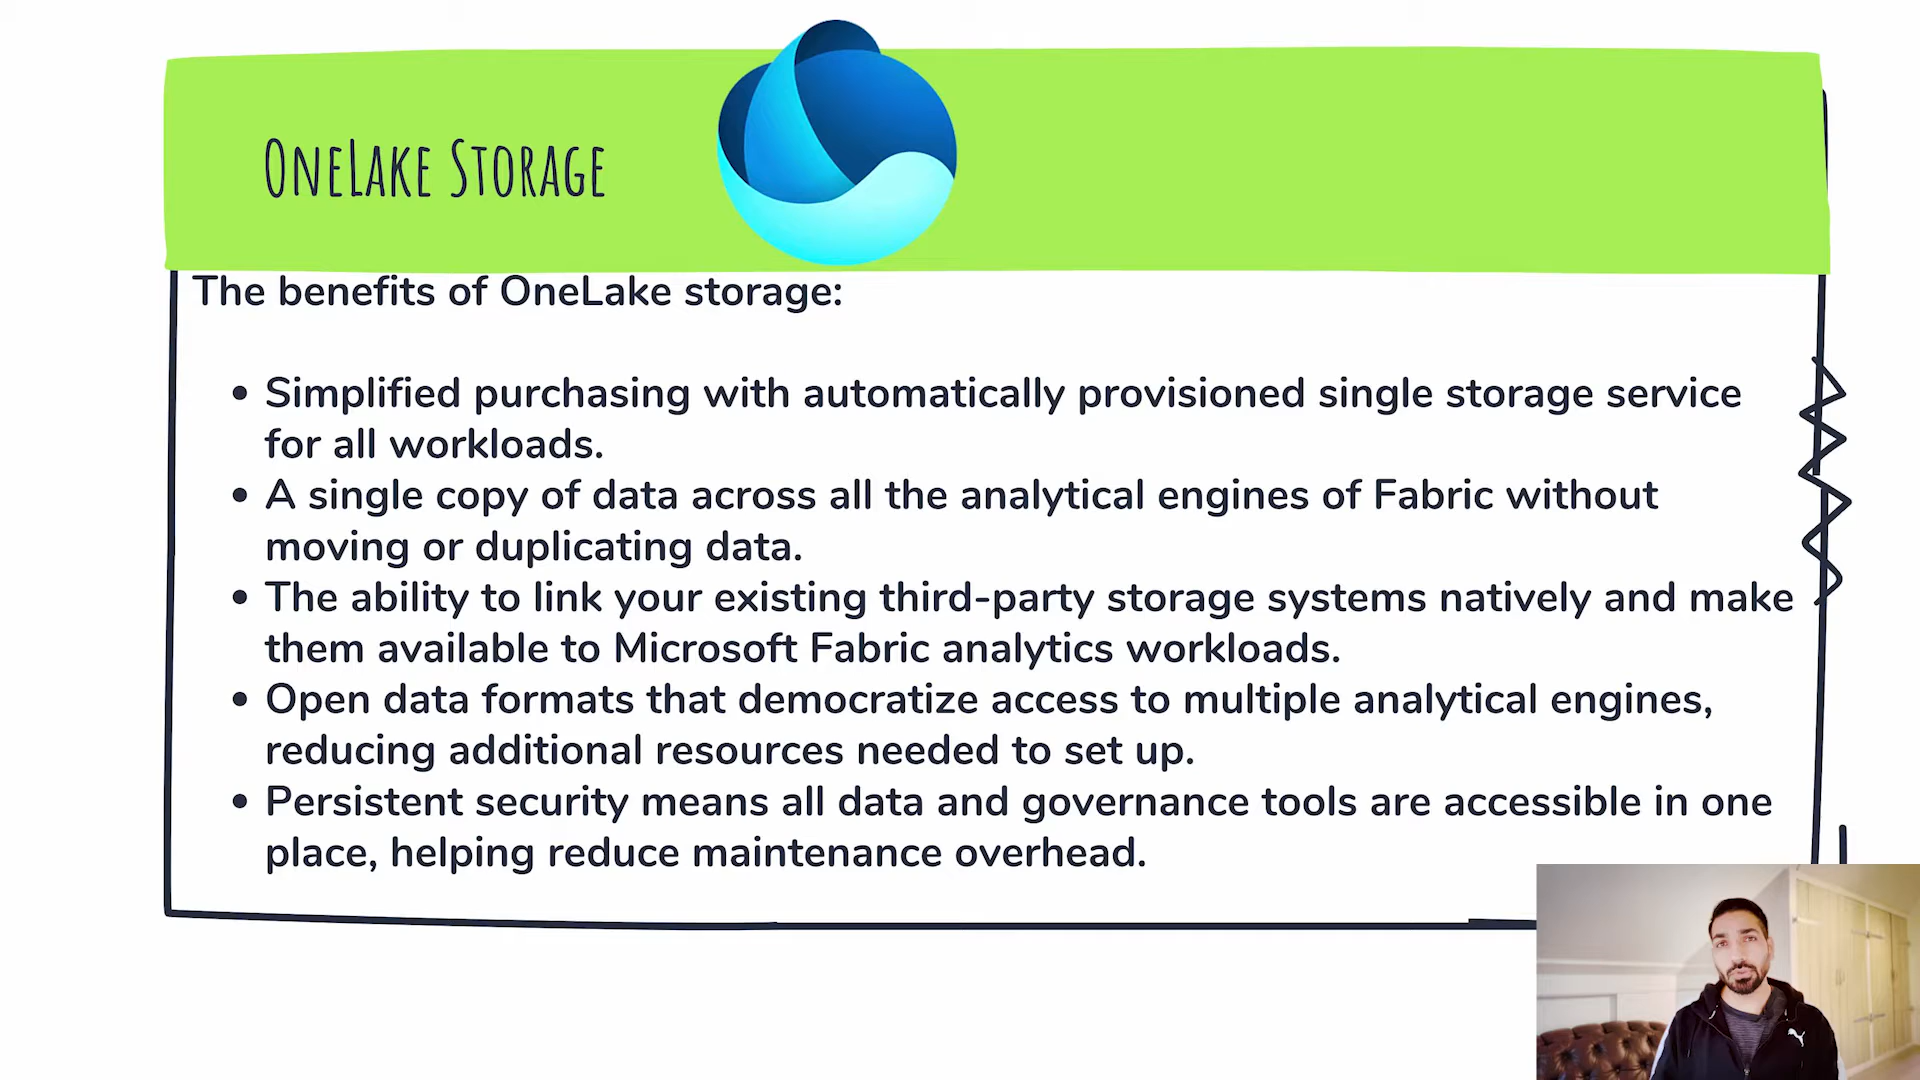 OneLake Storage
The benefits of OneLake storage:
• Simplified purchasing with automatically provisioned single storage service
for all workloads.
• A single copy of data across all the analytical engines of Fabric without
moving or duplicating data.
• The ability to link your existing third-party storage systems natively and make
them available to Microsoft Fabric analytics workloads.
• Open data formats that democratize access to multiple analytical engines,
reducing additional resources needed to set up.
• Persistent security means all data and governance tools are accessible in one
place, helping reduce maintenance overhead.